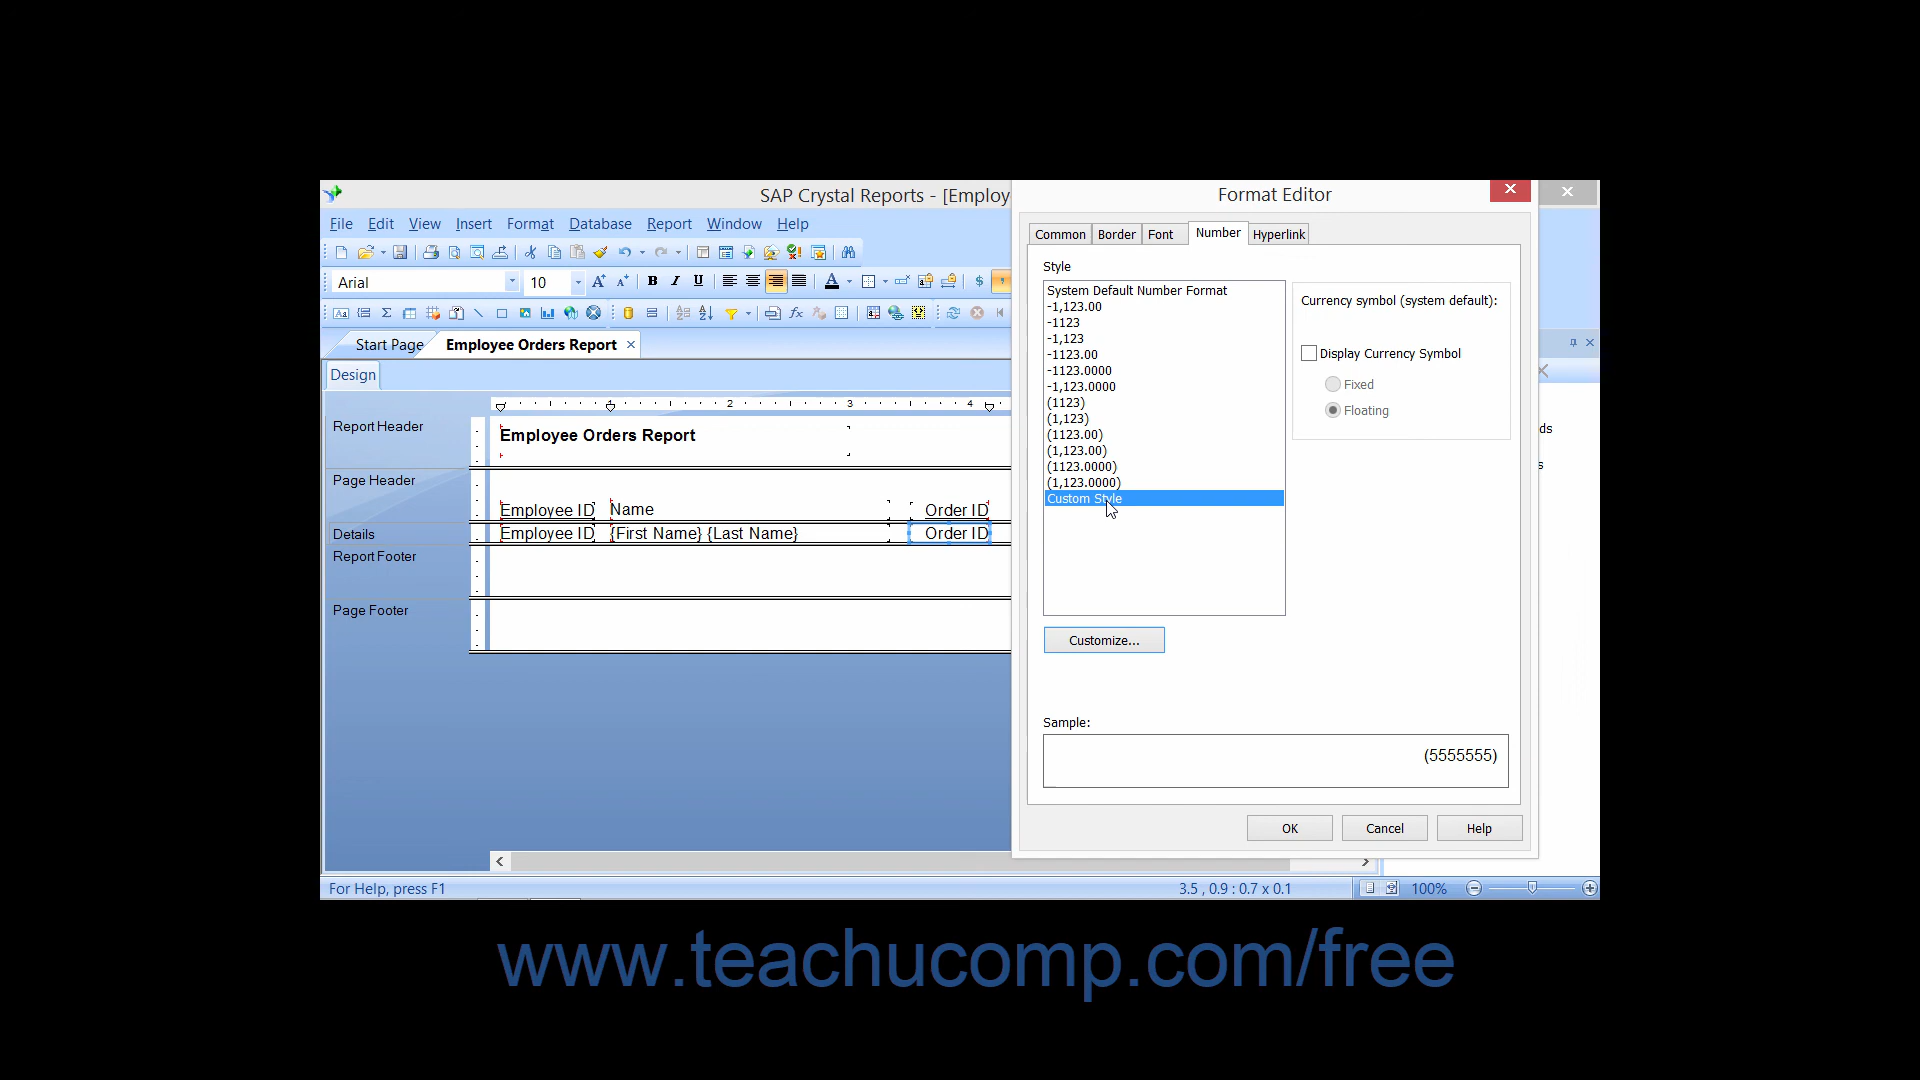 SAP Crystal Reports - [Employ
Format Editor
File Edit View Insert Format Database Report Window Help
Common Border Font Number Hyperlink
Arial 10 B I U $
Style
System Default Number Format
-1,123.00
-1123
-1,123
-1123.00
-1123.0000
-1,123.0000
(1123)
(1,123)
(1123.00)
(1,123.00)
(1123.0000)
(1,123.0000)
Custom Style
Currency symbol (system default):
Display Currency Symbol
Fixed
Floating
Customize...
Sample:
(5555555)
OK Cancel Help
Start Page Employee Orders Report
Design
1 2 3 4
Report Header
Employee Orders Report
Page Header
Employee ID Name Order ID
Details
Employee ID {First Name} {Last Name} Order ID
Report Footer
Page Footer
ds
s
For Help, press F1
3.5 , 0.9 : 0.7 x 0.1
100%
www.teachucomp.com/free